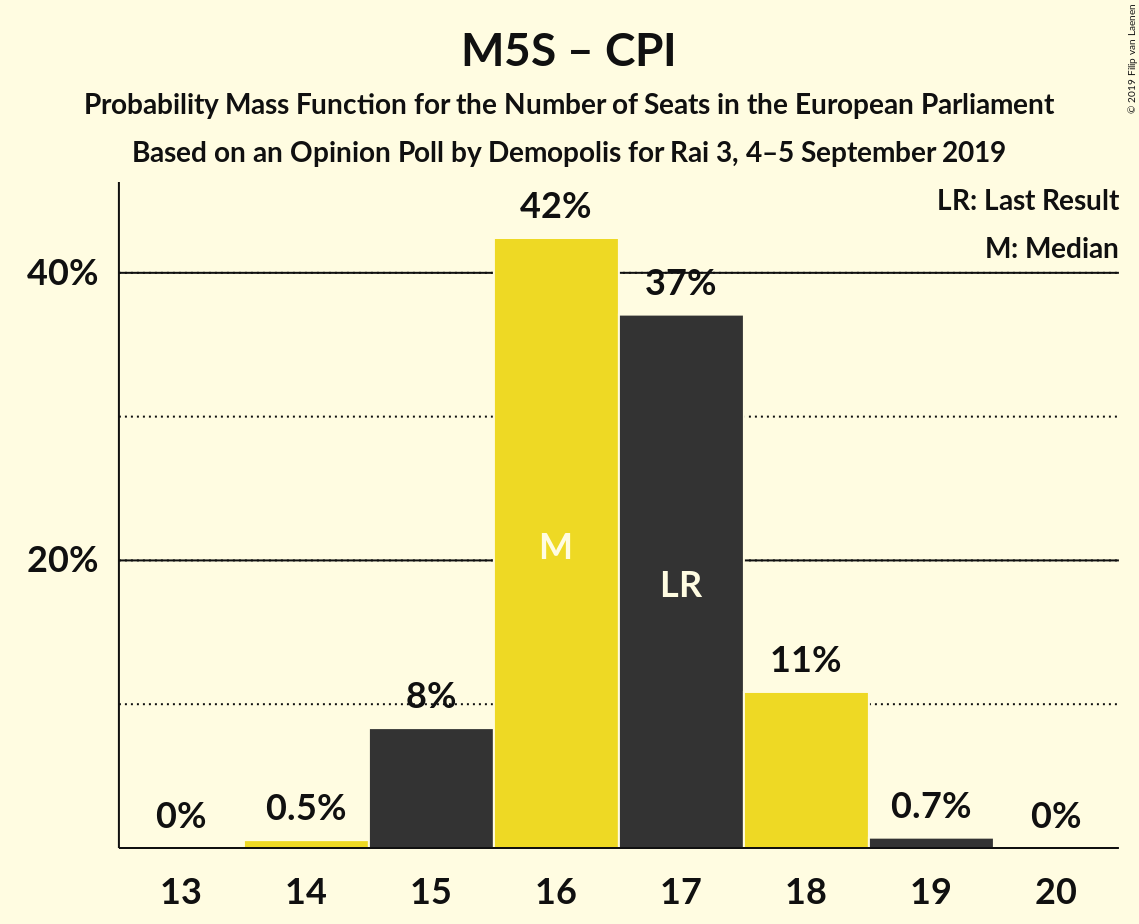 M5S – CPI
Probability Mass Function for the Number of Seats in the European Parliament
Based on an Opinion Poll by Demopolis for Rai 3, 4–5 September 2019
© 2019 Filip van Laenen
LR: Last Result
M: Median
42%
40%
37%
M
20%
LR
11%
8%
0%
0.5%
0.7%
0%
13 14 15 16 17 18 19 20